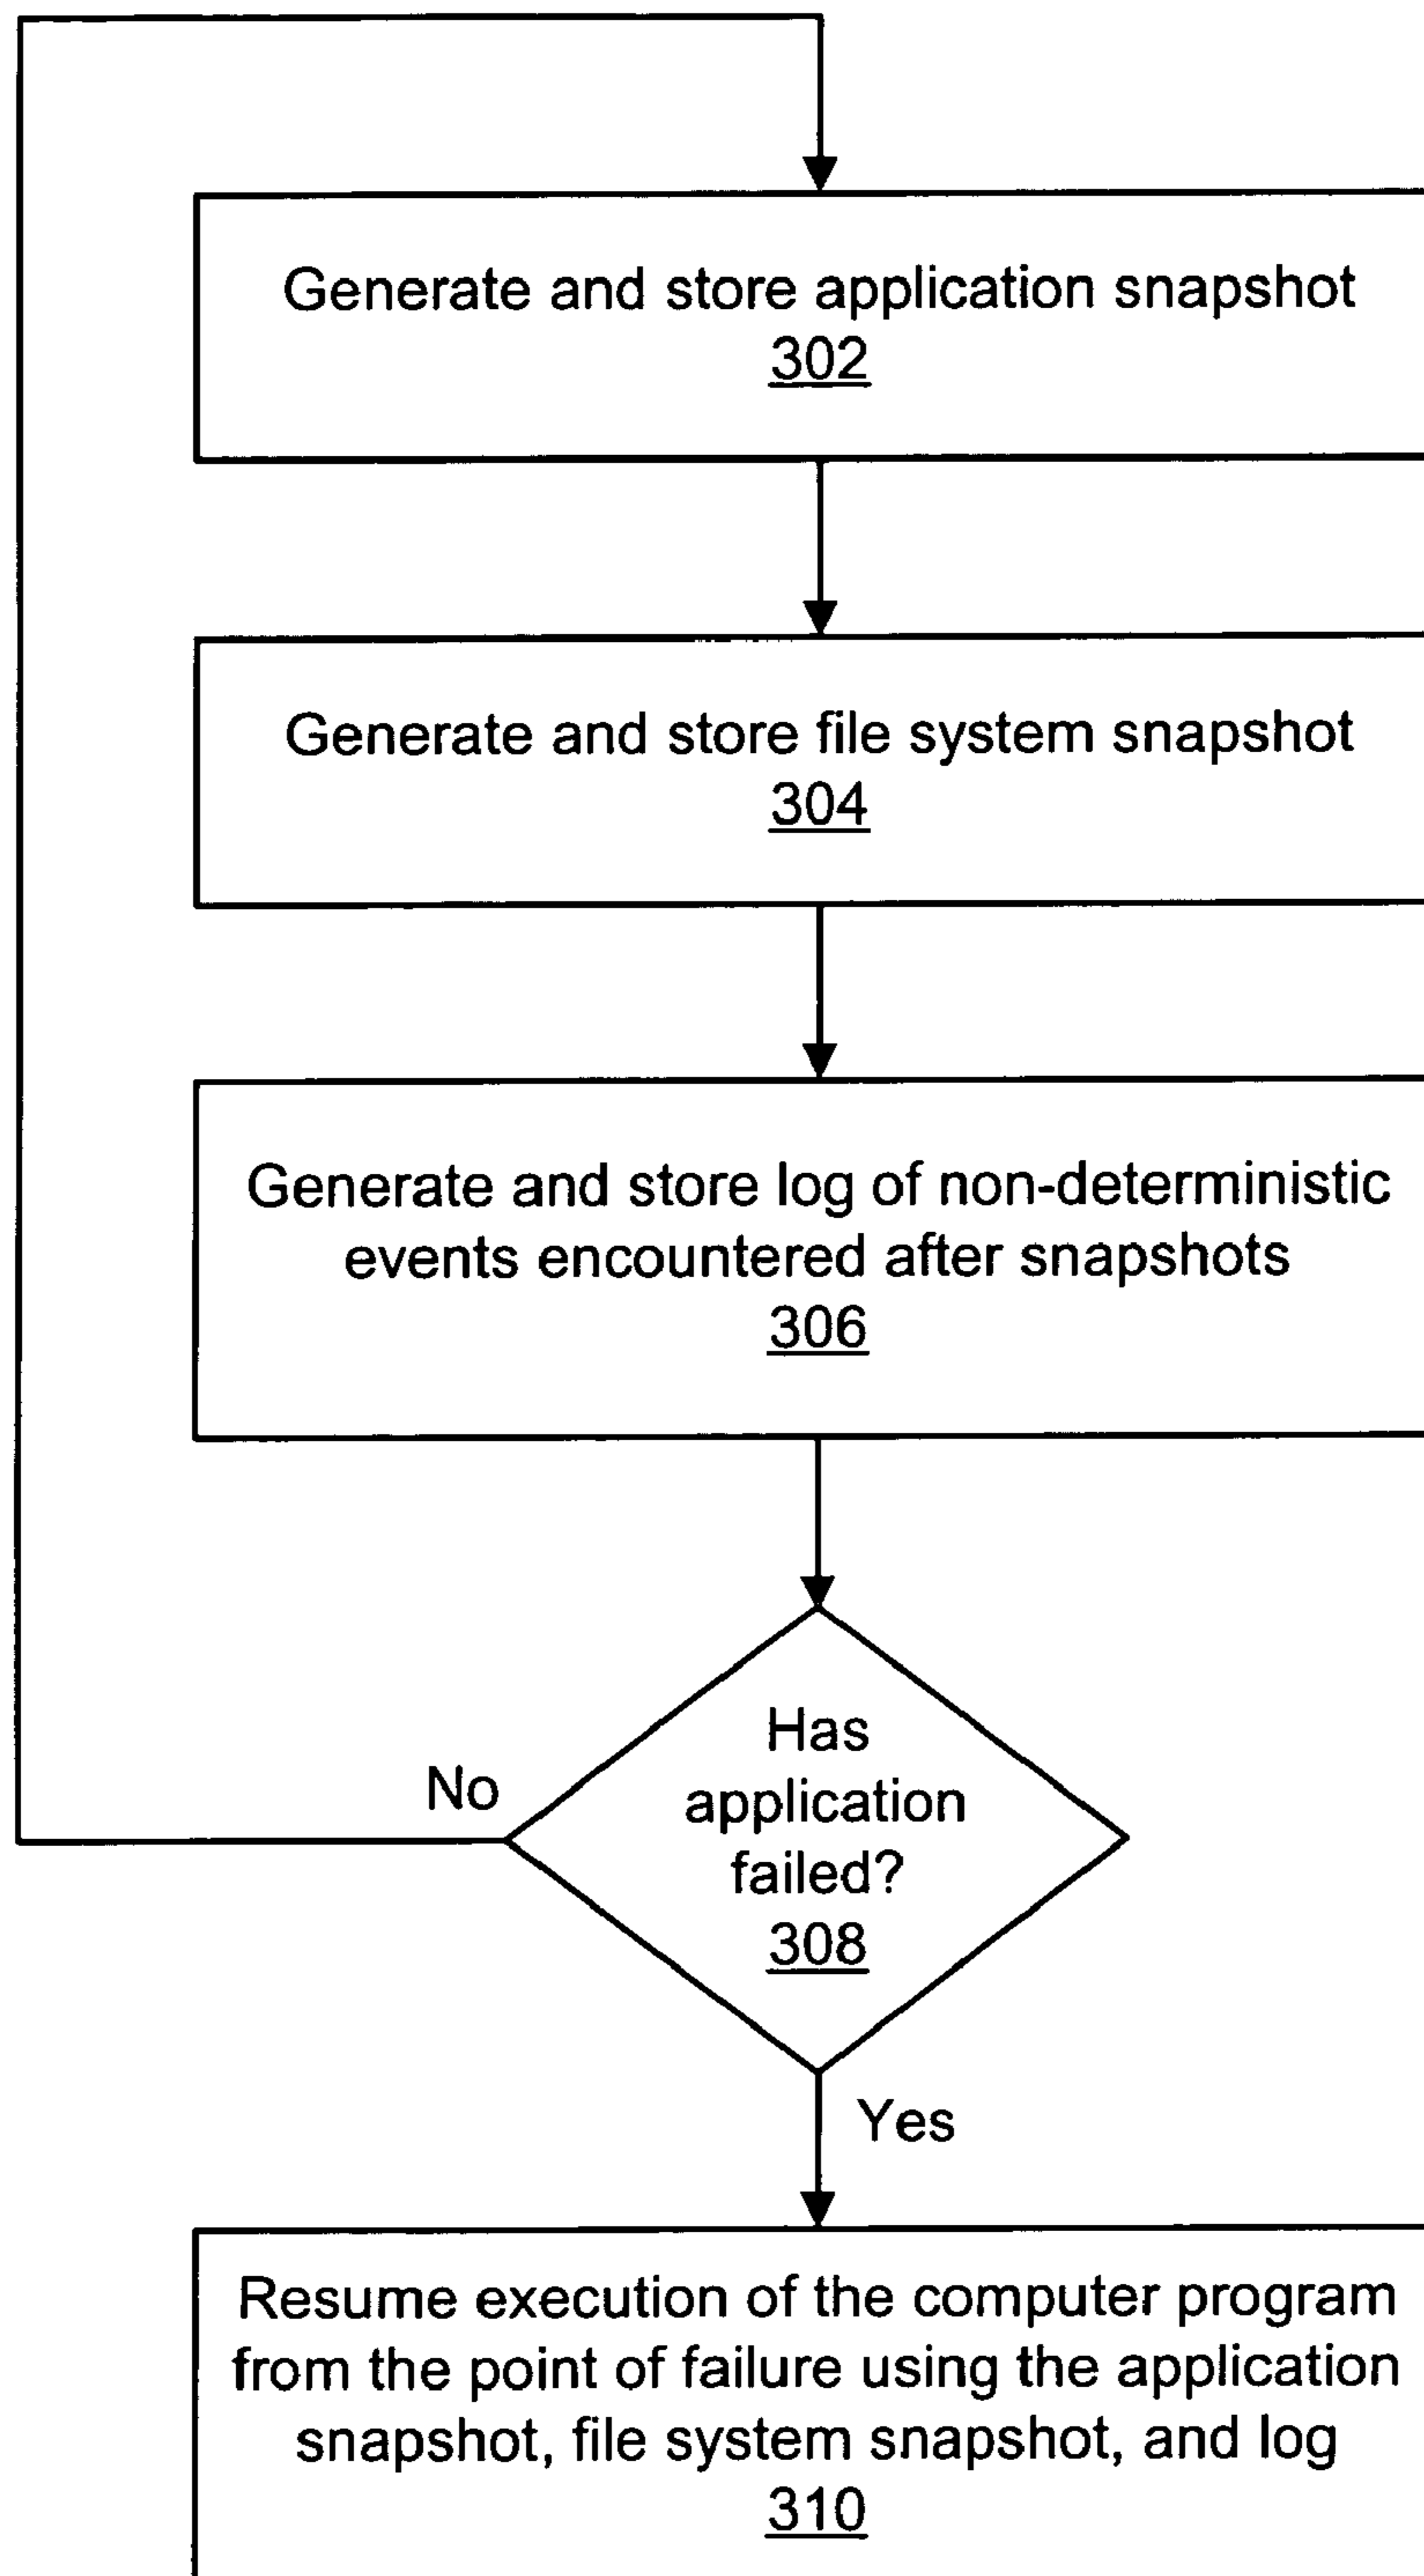 Generate and store application snapshot
302
Generate and store file system snapshot
304
Generate and store log of non-deterministic
events encountered after snapshots
306
Has
application
failed?
308
No
Yes
Resume execution of the computer program
from the point of failure using the application
snapshot, file system snapshot, and log
310